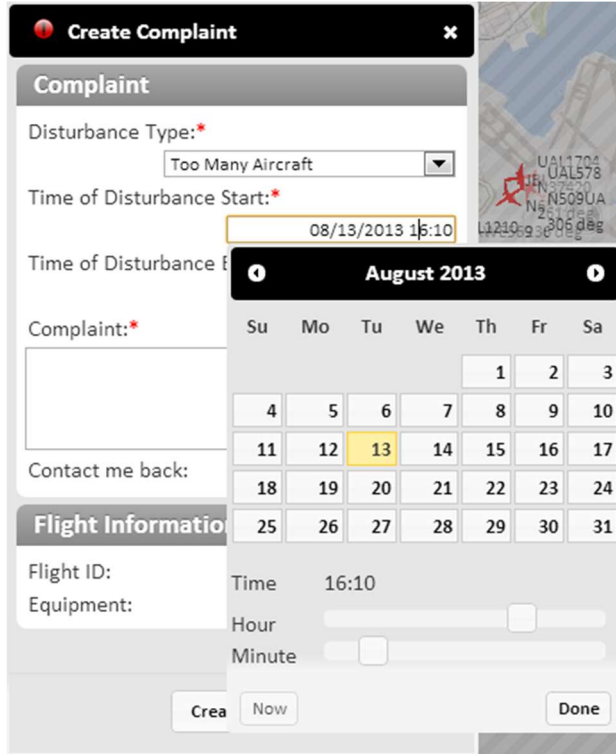 Create Complaint ×
Complaint
Disturbance Type:*
Too Many Aircraft
Time of Disturbance Start:*
08/13/2013 16:10
Time of Disturbance
August 2013
Su Mo Tu We Th Fr Sa
1 2 3
4 5 6 7 8 9 10
11 12 13 14 15 16 17
18 19 20 21 22 23 24
25 26 27 28 29 30 31
Complaint:*
Contact me back:
Flight Informatio
Flight ID:
Equipment:
Time 16:10
Hour
Minute
Now Done
Crea
UAL1704
UAL578
N37420
N509UA
306 deg